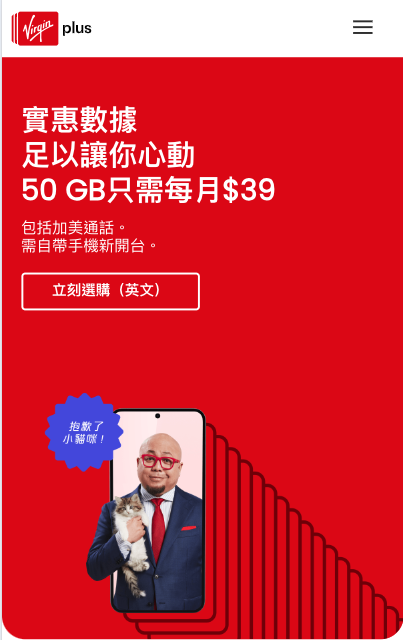 Virgin plus
實惠數據
足以讓你心動
50 GB只需每月$39
包括加美通話。
需自帶手機新開台。
立刻選購（英文）
抱歉了
小貓咪！